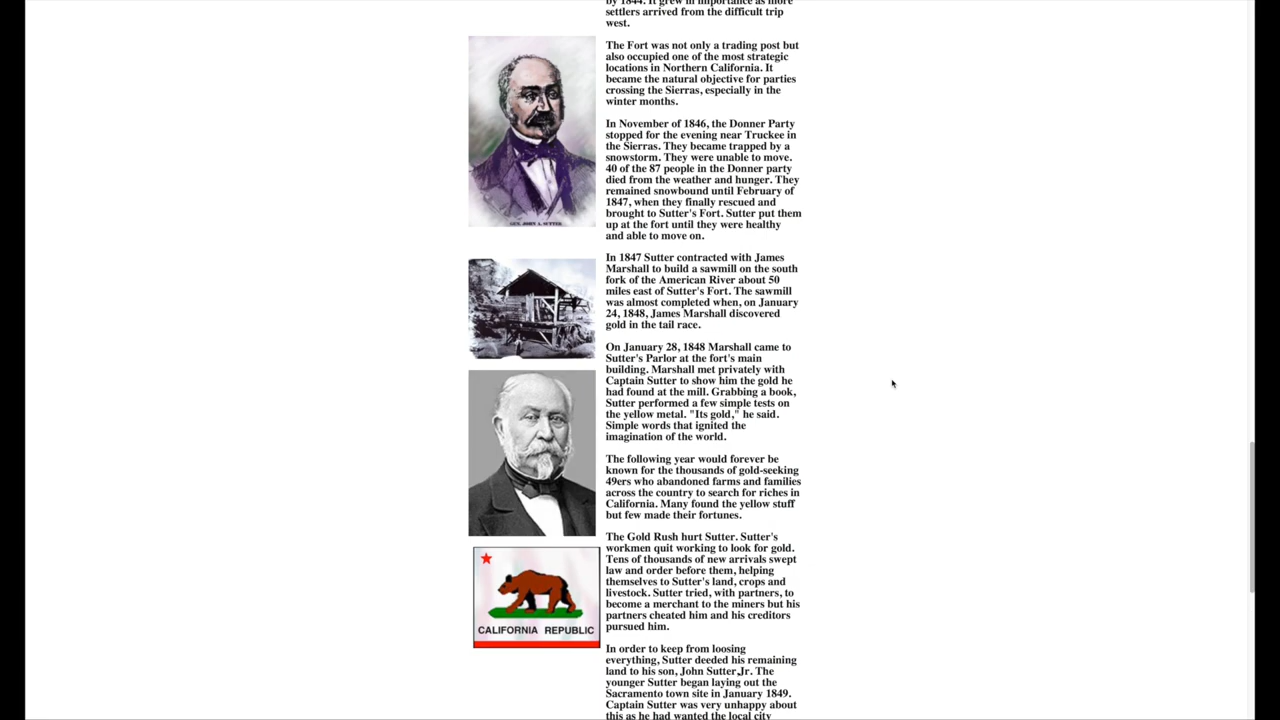 by 1844. It grew in importance as more
settlers arrived from the difficult trip
west.
The Fort was not only a trading post but
also occupied one of the most strategic
locations in Northern California. It
became the natural objective for parties
crossing the Sierras, especially in the
winter months.
In November of 1846, the Donner Party
stopped for the evening near Truckee in
the Sierras. They became trapped by a
snowstorm. They were unable to move.
40 of the 87 people in the Donner party
died from the weather and hunger. They
remained snowbound until February of
1847, when they finally rescued and
brought to Sutter's Fort. Sutter put them
up at the fort until they were healthy
and able to move on.
GEN. JOHN A. SUTTER
In 1847 Sutter contracted with James
Marshall to build a sawmill on the south
fork of the American River about 50
miles east of Sutter's Fort. The sawmill
was almost completed when, on January
24, 1848, James Marshall discovered
gold in the tail race.
On January 28, 1848 Marshall came to
Sutter's Parlor at the fort's main
building. Marshall met privately with
Captain Sutter to show him the gold he
had found at the mill. Grabbing a book,
Sutter performed a few simple tests on
the yellow metal. "Its gold," he said.
Simple words that ignited the
imagination of the world.
The following year would forever be
known for the thousands of gold-seeking
49ers who abandoned farms and families
across the country to search for riches in
California. Many found the yellow stuff
but few made their fortunes.
The Gold Rush hurt Sutter. Sutter's
workmen quit working to look for gold.
Tens of thousands of new arrivals swept
law and order before them, helping
themselves to Sutter's land, crops and
livestock. Sutter tried, with partners, to
become a merchant to the miners but his
partners cheated him and his creditors
pursued him.
CALIFORNIA REPUBLIC
In order to keep from loosing
everything, Sutter deeded his remaining
land to his son, John Sutter,Jr. The
younger Sutter began laying out the
Sacramento town site in January 1849.
Captain Sutter was very unhappy about
this as he had wanted the local city